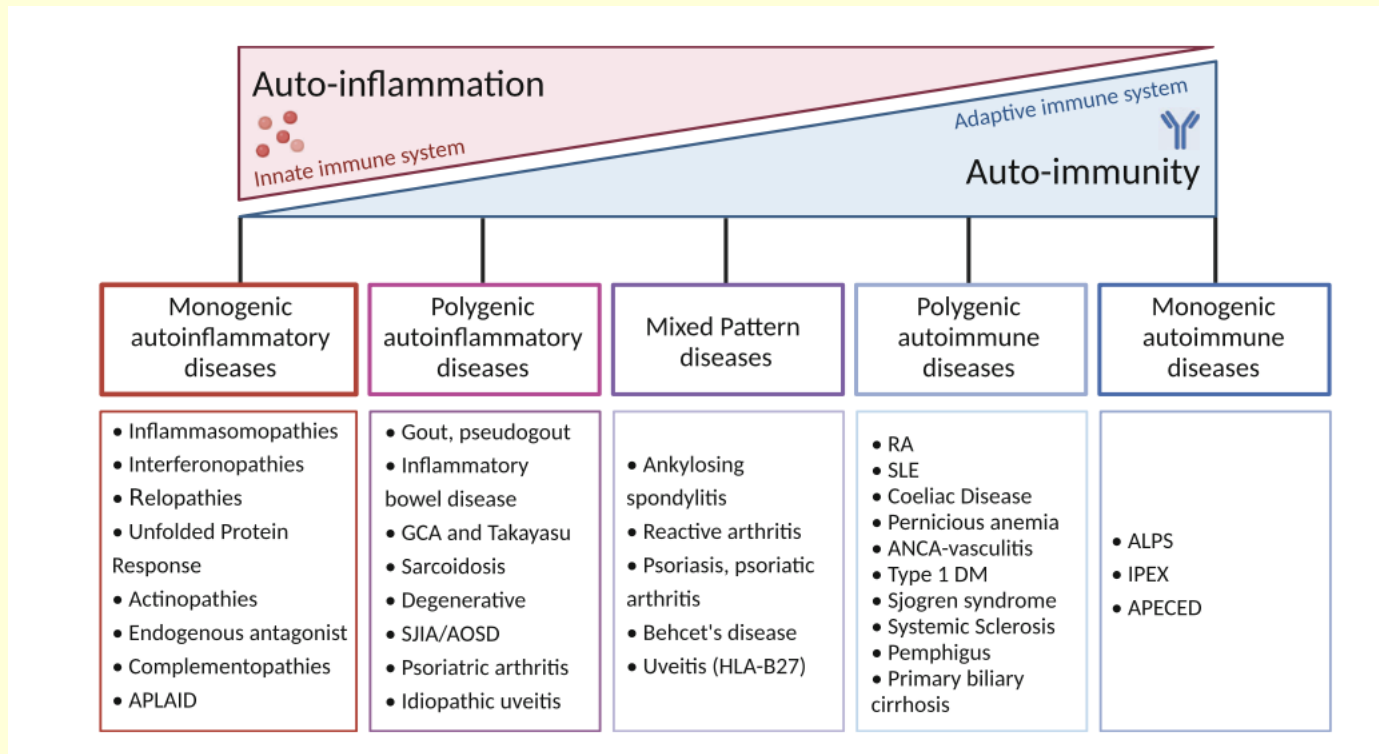 Auto-inflammation
Innate immune system
Adaptive immune system
Auto-immunity
Monogenic
autoinflammatory
diseases
Polygenic
autoinflammatory
diseases
Mixed Pattern
diseases
Polygenic
autoimmune
diseases
Monogenic
autoimmune
diseases
• Inflammasomopathies
• Interferonopathies
• Relopathies
• Unfolded Protein
Response
• Actinopathies
• Endogenous antagonist
• Complementopathies
• APLAID
• Gout, pseudogout
• Inflammatory
bowel disease
• GCA and Takayasu
• Sarcoidosis
• Degenerative
• SJIA/AOSD
• Psoriatric arthritis
• Idiopathic uveitis
• Ankylosing
spondylitis
• Reactive arthritis
• Psoriasis, psoriatic
arthritis
• Behcet's disease
• Uveitis (HLA-B27)
• RA
• SLE
• Coeliac Disease
• Pernicious anemia
• ANCA-vasculitis
• Type 1 DM
• Sjogren syndrome
• Systemic Sclerosis
• Pemphigus
• Primary biliary
cirrhosis
• ALPS
• IPEX
• APECED